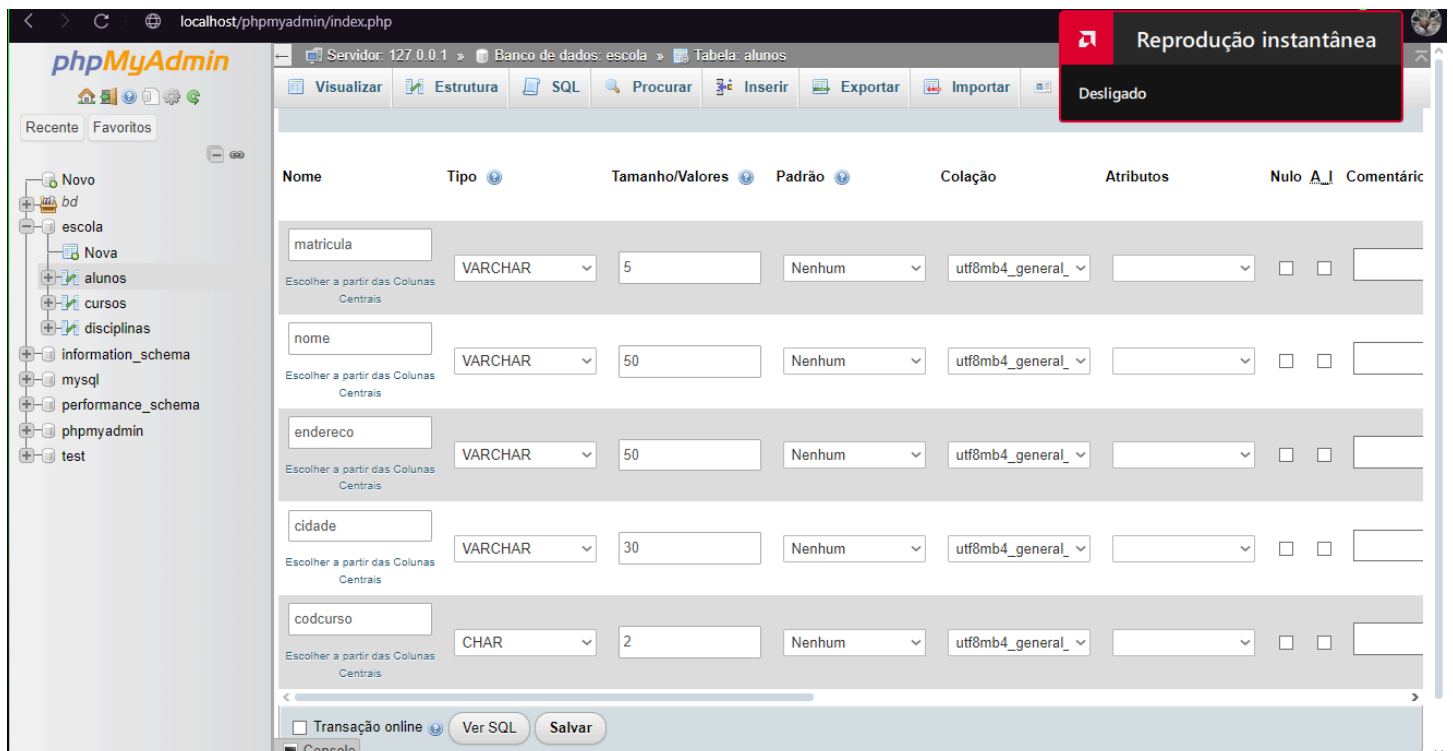 localhost/phpmyadmin/index.php
Reprodução instantânea
Desligado
phpMyAdmin
Recente Favoritos
Novo
bd
escola
Nova
alunos
cursos
disciplinas
information_schema
mysql
performance_schema
phpmyadmin
test
Servidor: 127.0.0.1 » Banco de dados: escola » Tabela: alunos
Visualizar Estrutura SQL Procurar Inserir Exportar Importar
Nome Tipo Tamanho/Valores Padrão Colação Atributos Nulo A_I Comentáric
matricula
VARCHAR 5 Nenhum utf8mb4_general_
Escolher a partir das Colunas
Centrais
nome
VARCHAR 50 Nenhum utf8mb4_general_
Escolher a partir das Colunas
Centrais
endereco
VARCHAR 50 Nenhum utf8mb4_general_
Escolher a partir das Colunas
Centrais
cidade
VARCHAR 30 Nenhum utf8mb4_general_
Escolher a partir das Colunas
Centrais
codcurso
CHAR 2 Nenhum utf8mb4_general_
Escolher a partir das Colunas
Centrais
Transação online Ver SQL Salvar
Console